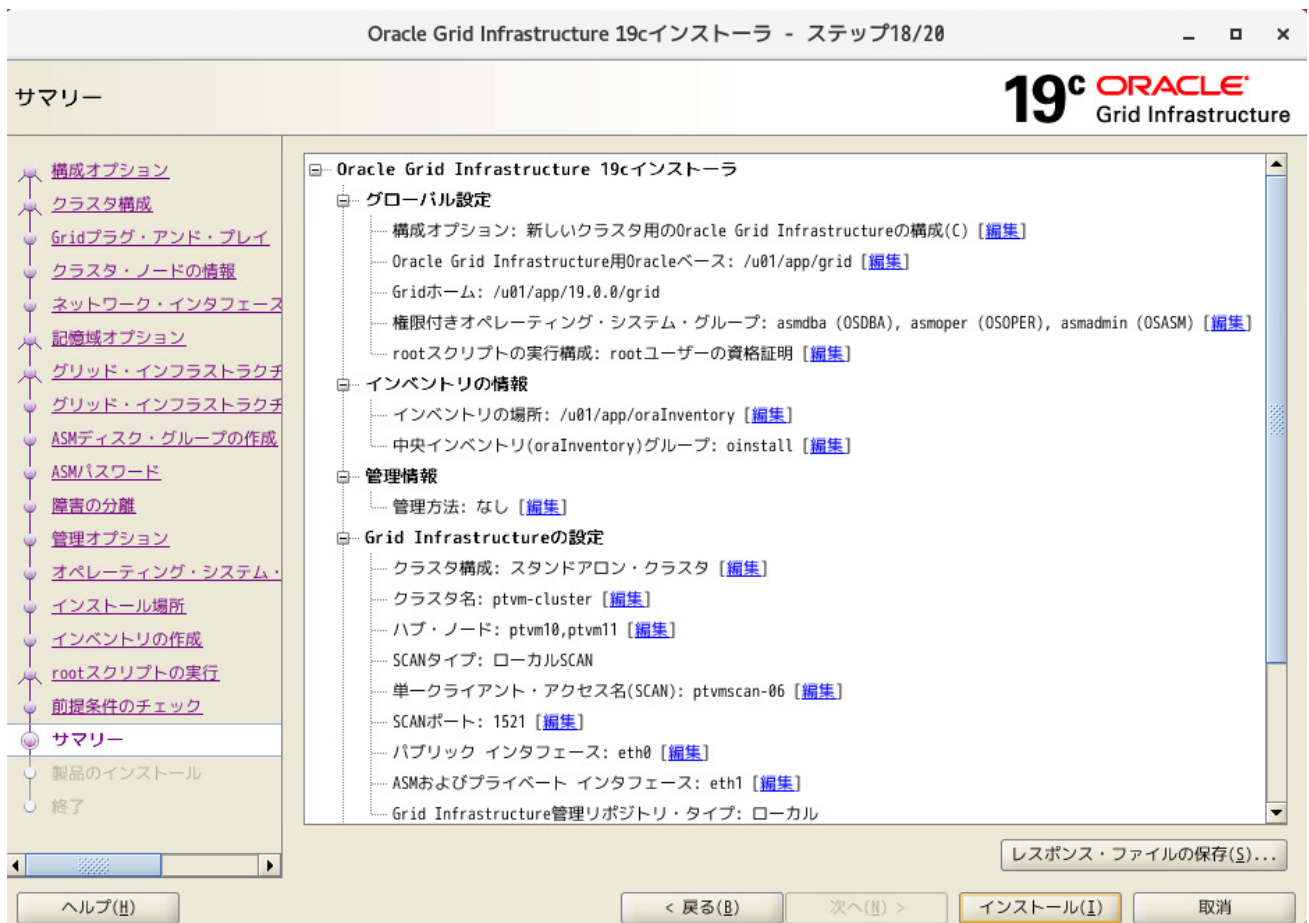 Oracle Grid Infrastructure 19cインストーラ - ステップ18/20
サマリー
19c ORACLE
Grid Infrastructure
構成オプション
クラスタ構成
Gridプラグ・アンド・プレイ
クラスタ・ノードの情報
ネットワーク・インタフェース
記憶域オプション
グリッド・インフラストラクチ
グリッド・インフラストラクチ
ASMディスク・グループの作成
ASMパスワード
障害の分離
管理オプション
オペレーティング・システム・
インストール場所
インベントリの作成
rootスクリプトの実行
前提条件のチェック
サマリー
製品のインストール
終了
Oracle Grid Infrastructure 19cインストーラ
グローバル設定
構成オプション: 新しいクラスタ用のOracle Grid Infrastructureの構成(C) [編集]
Oracle Grid Infrastructure用Oracleベース: /u01/app/grid [編集]
Gridホーム: /u01/app/19.0.0/grid
権限付きオペレーティング・システム・グループ: asmdba (OSDBA), asmoper (OSOPER), asmadmin (OSASM) [編集]
rootスクリプトの実行構成: rootユーザーの資格証明 [編集]
インベントリの情報
インベントリの場所: /u01/app/oraInventory [編集]
中央インベントリ(oraInventory)グループ: oinstall [編集]
管理情報
管理方法: なし [編集]
Grid Infrastructureの設定
クラスタ構成: スタンドアロン・クラスタ [編集]
クラスタ名: ptvm-cluster [編集]
ハブ・ノード: ptvm10,ptvm11 [編集]
SCANタイプ: ローカルSCAN
単一クライアント・アクセス名(SCAN): ptvmscan-06 [編集]
SCANポート: 1521 [編集]
パブリック インタフェース: eth0 [編集]
ASMおよびプライベート インタフェース: eth1 [編集]
Grid Infrastructure管理リポジトリ・タイプ: ローカル
レスポンス・ファイルの保存(S)...
ヘルプ(H)
< 戻る(B)
次へ(N) >
インストール(I)
取消